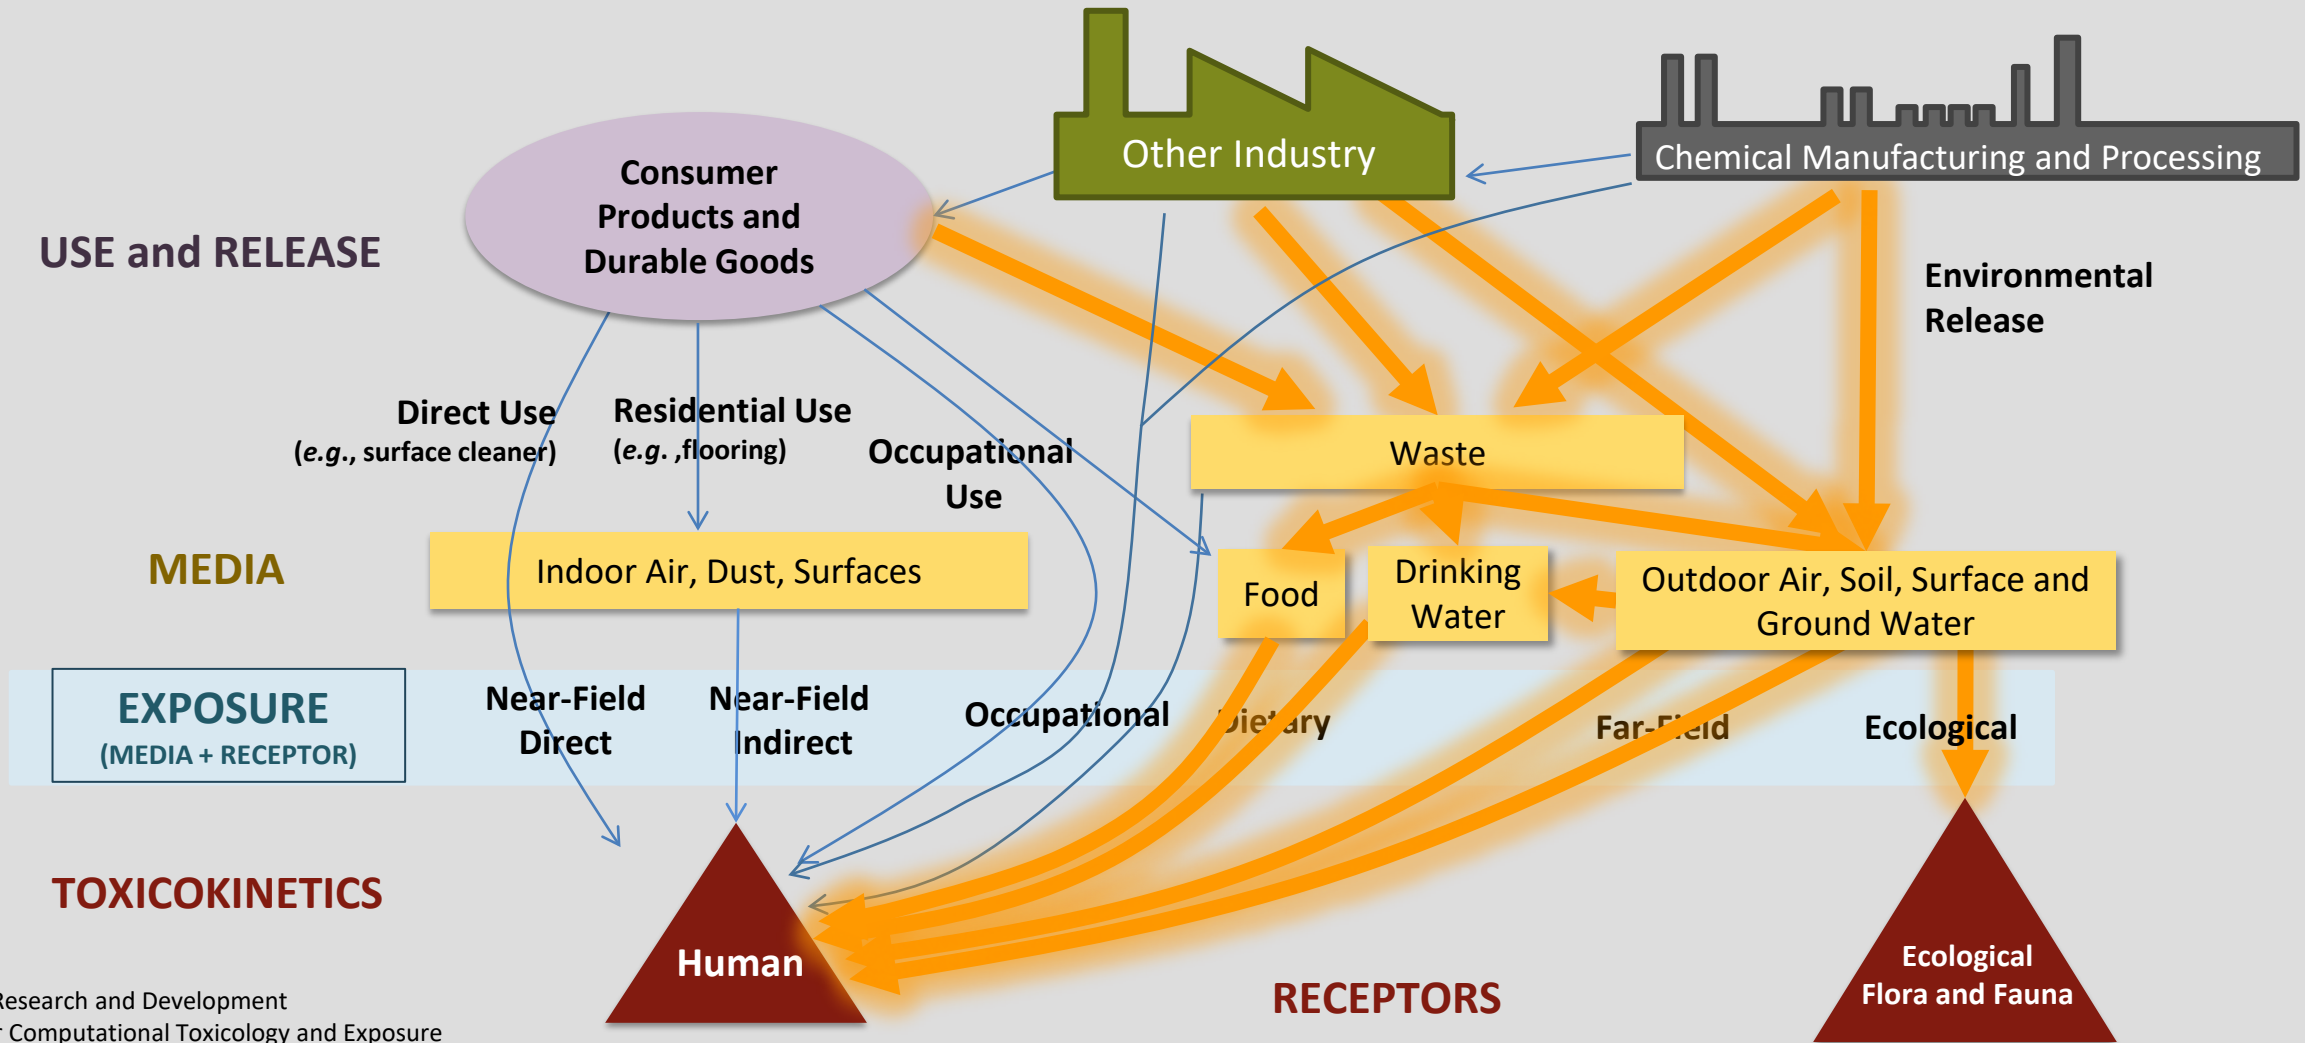 Other Industry
Chemical Manufacturing and Processing
Consumer
Products and
Durable Goods
USE and RELEASE
Environmental
Release
Direct Use
(e.g., surface cleaner)
Residential Use
(e.g. ,flooring)
Occupational
Use
Waste
MEDIA
Indoor Air, Dust, Surfaces
Food
Drinking
Water
Outdoor Air, Soil, Surface and
Ground Water
EXPOSURE
(MEDIA + RECEPTOR)
Near-Field
Direct
Near-Field
Indirect
Occupational
Dietary
Far-Field
Ecological
TOXICOKINETICS
Human
RECEPTORS
Ecological
Flora and Fauna
Research and Development
Computational Toxicology and Exposure